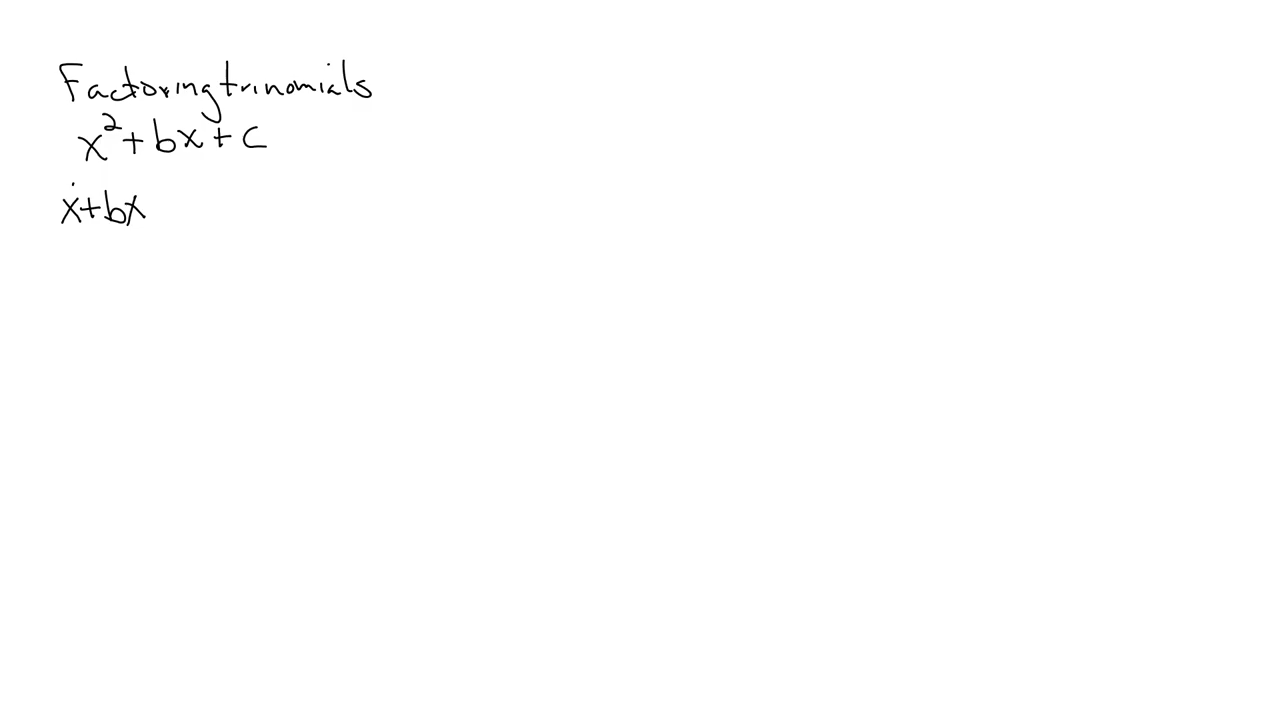 Factoring trinomials
x² + bx + c
x + bx